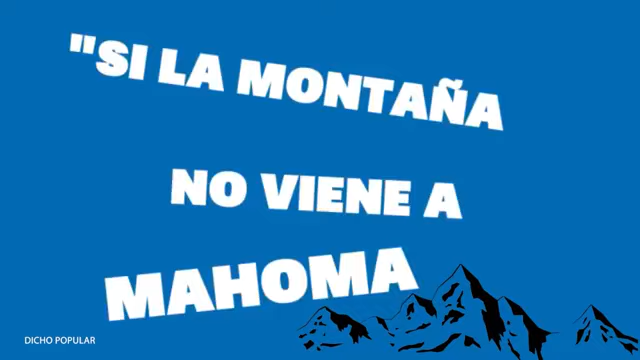 "SI LA MONTAÑA
NO VIENE A
MAHOMA
DICHO POPULAR